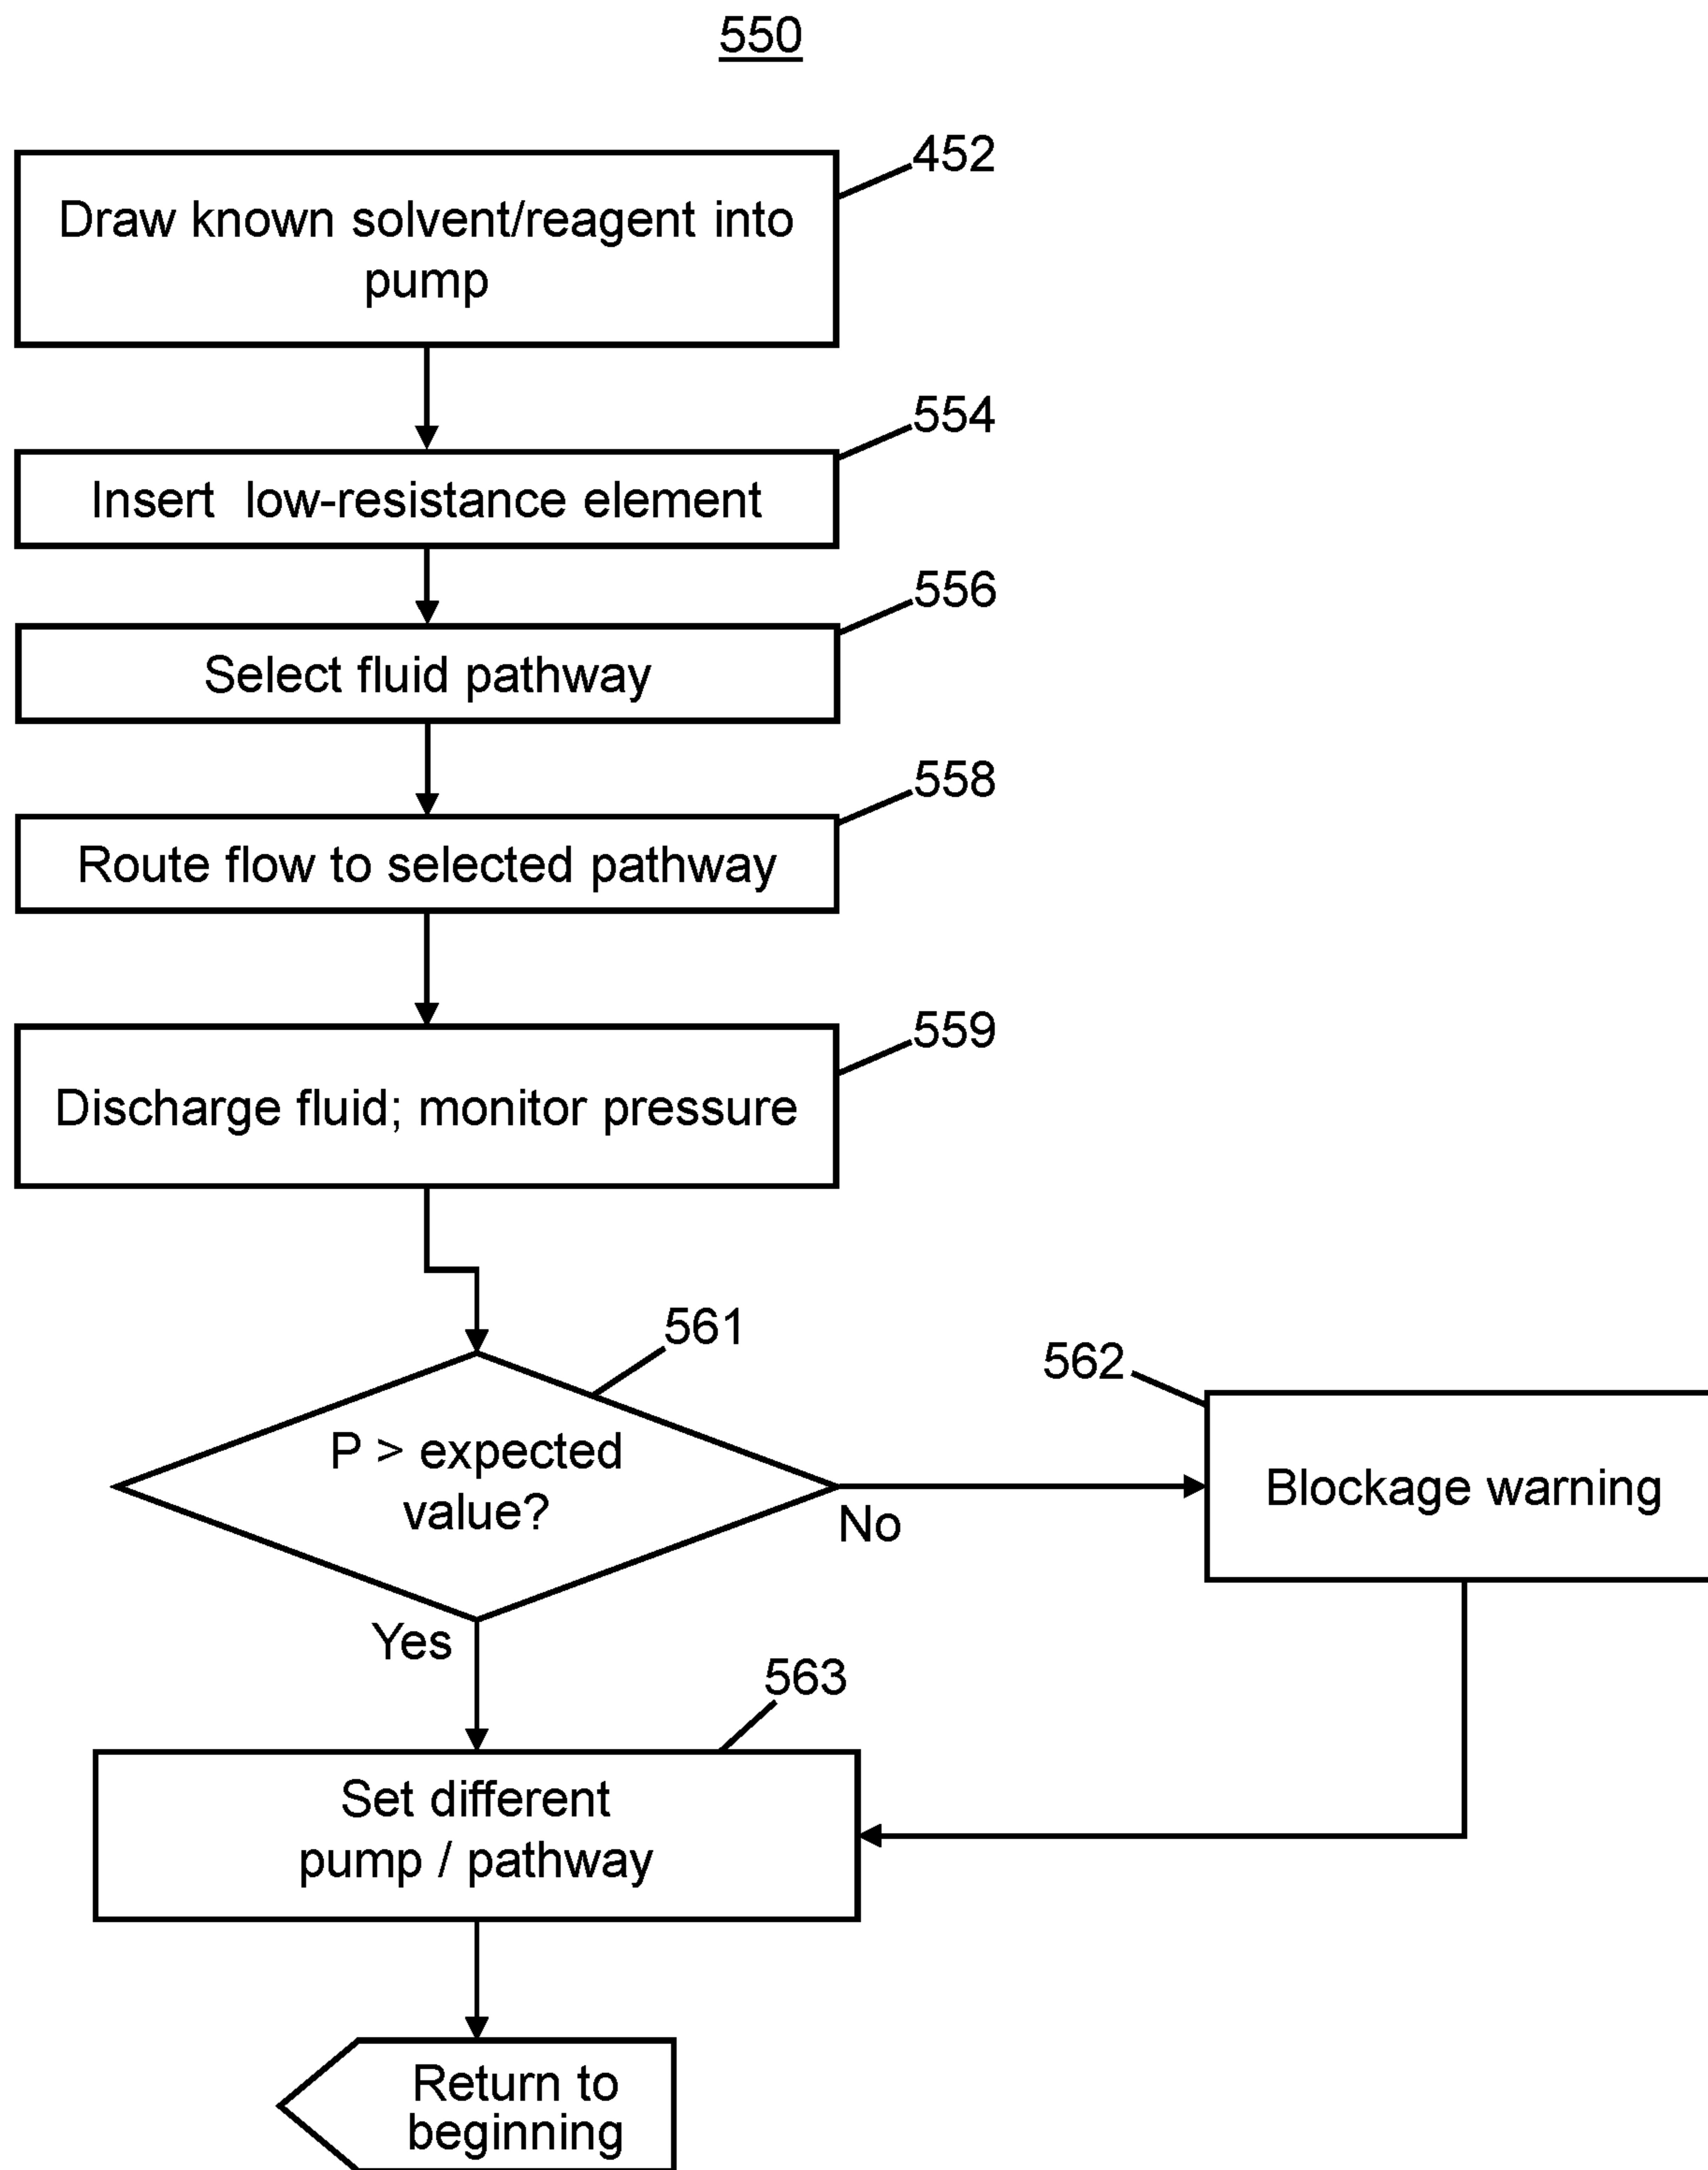 550
452
Draw known solvent/reagent into
pump
554
Insert low-resistance element
556
Select fluid pathway
558
Route flow to selected pathway
559
Discharge fluid; monitor pressure
561
P > expected
value?
562
Blockage warning
No
Yes
563
Set different
pump / pathway
Return to
beginning